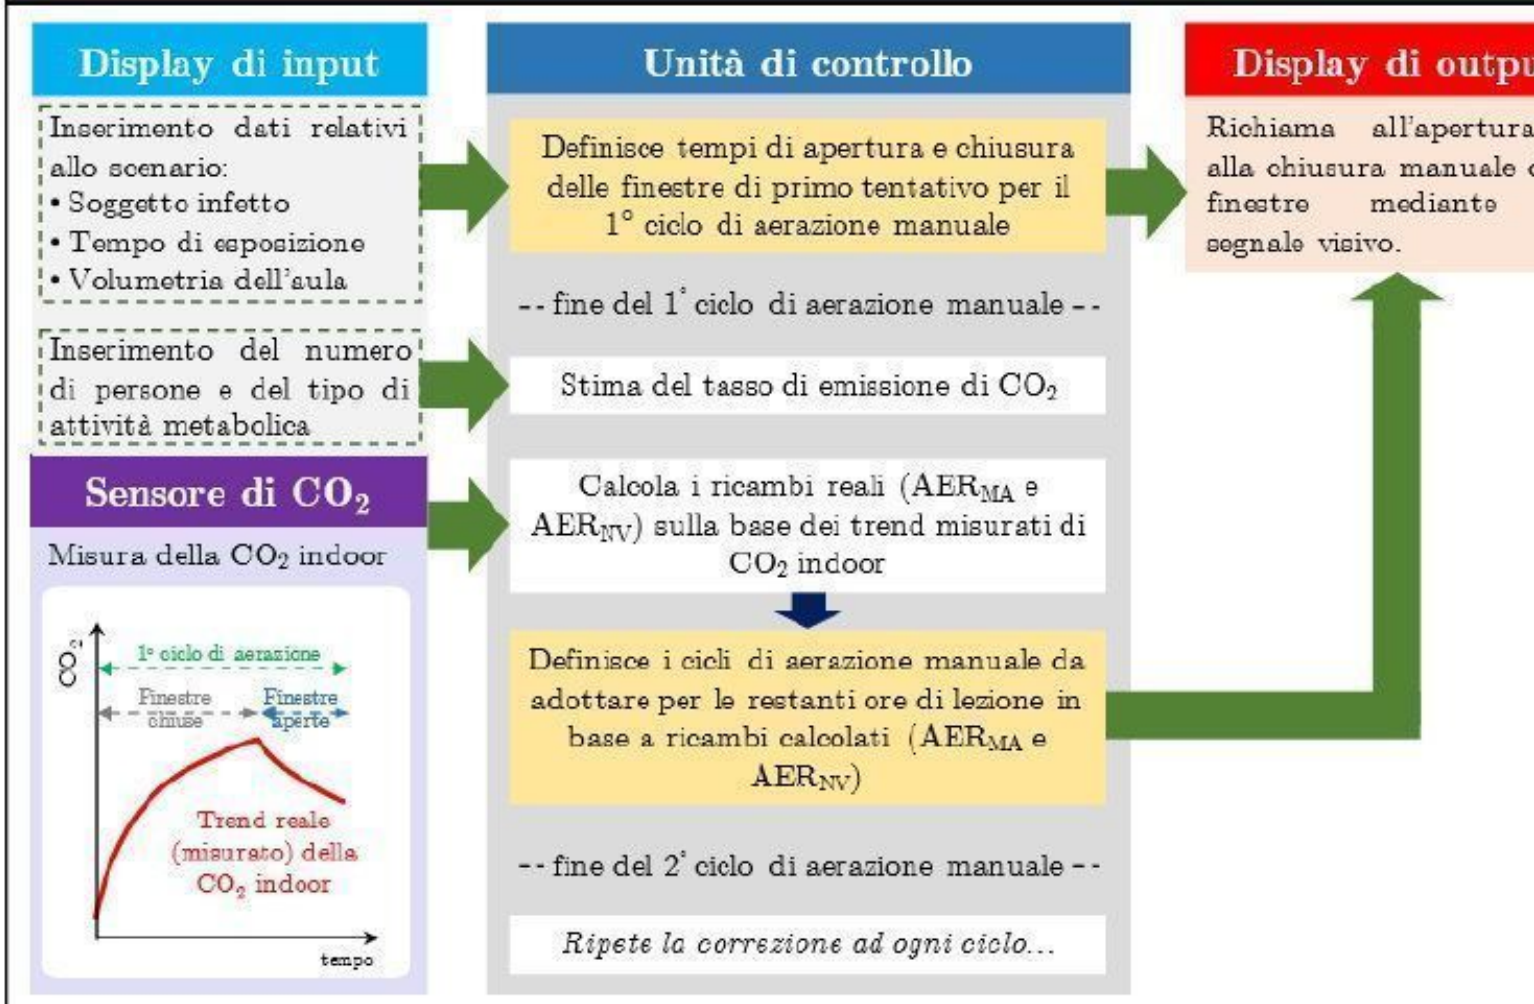 Display di input
Inserimento dati relativi
allo scenario:
• Soggetto infetto
• Tempo di esposizione
• Volumetria dell'aula
Inserimento del numero
di persone e del tipo di
attività metabolica
Sensore di CO₂
Misura della CO₂ indoor
CO₂
1° ciclo di aerazione
Finestre
chiuse
Finestre
aperte
Trend reale
(misurato) della
CO₂ indoor
tempo
Unità di controllo
Definisce tempi di apertura e chiusura
delle finestre di primo tentativo per il
1° ciclo di aerazione manuale
-- fine del 1° ciclo di aerazione manuale --
Stima del tasso di emissione di CO₂
Calcola i ricambi reali (AER_MA e
AER_NV) sulla base dei trend misurati di
CO₂ indoor
Definisce i cicli di aerazione manuale da
adottare per le restanti ore di lezione in
base a ricambi calcolati (AER_MA e
AER_NV)
-- fine del 2° ciclo di aerazione manuale --
Ripete la correzione ad ogni ciclo...
Display di outpu
Richiama all'apertura
alla chiusura manuale
finestre mediante
segnale visivo.